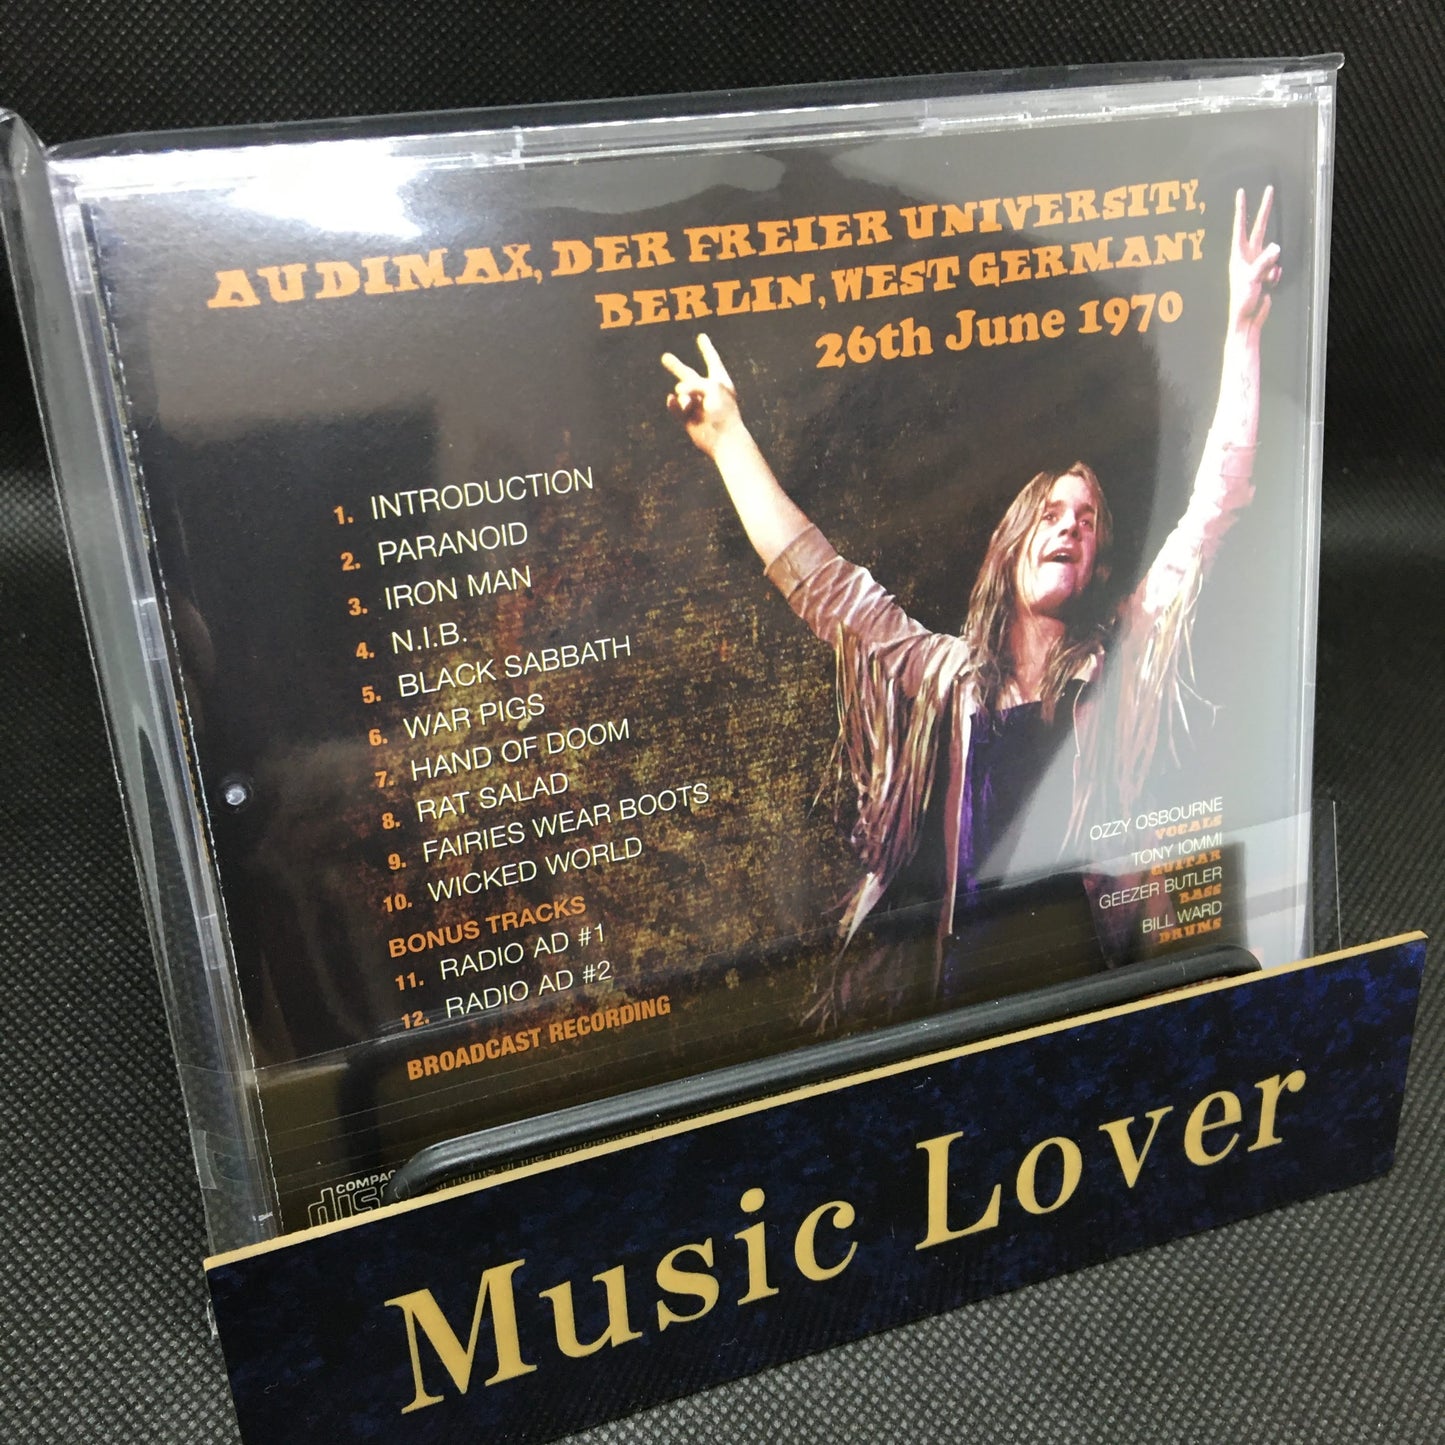 AUDIMAX, DER FREIER UNIVERSITY,
BERLIN, WEST GERMANY
26th June 1970
1. INTRODUCTION
2. PARANOID
3. IRON MAN
4. N.I.B.
5. BLACK SABBATH
6. WAR PIGS
7. HAND OF DOOM
8. RAT SALAD
9. FAIRIES WEAR BOOTS
10. WICKED WORLD
BONUS TRACKS
11. RADIO AD #1
12. RADIO AD #2
BROADCAST RECORDING
OZZY OSBOURNE
VOCALS
TONY IOMMI
GUITAR
GEEZER BUTLER
BASS
BILL WARD
DRUMS
Music Lover